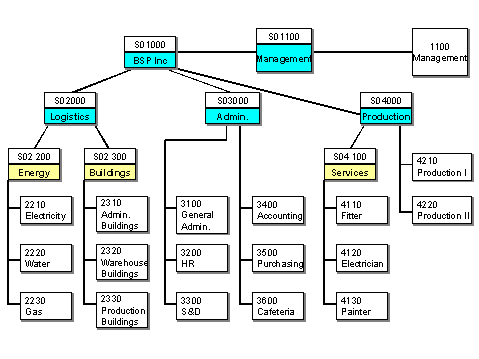 S01000
BSP Inc
S01100
Management
1100
Management
S02000
Logistics
S03000
Admin.
S04000
Production
S02 200
Energy
S02 300
Buildings
S04 100
Services
4210
Production I
4220
Production II
2210
Electricity
2220
Water
2230
Gas
2310
Admin.
Buildings
2320
Warehouse
Buildings
2330
Production
Buildings
3100
General
Admin.
3200
HR
3300
S&D
3400
Accounting
3500
Purchasing
3600
Cafeteria
4110
Fitter
4120
Electrician
4130
Painter